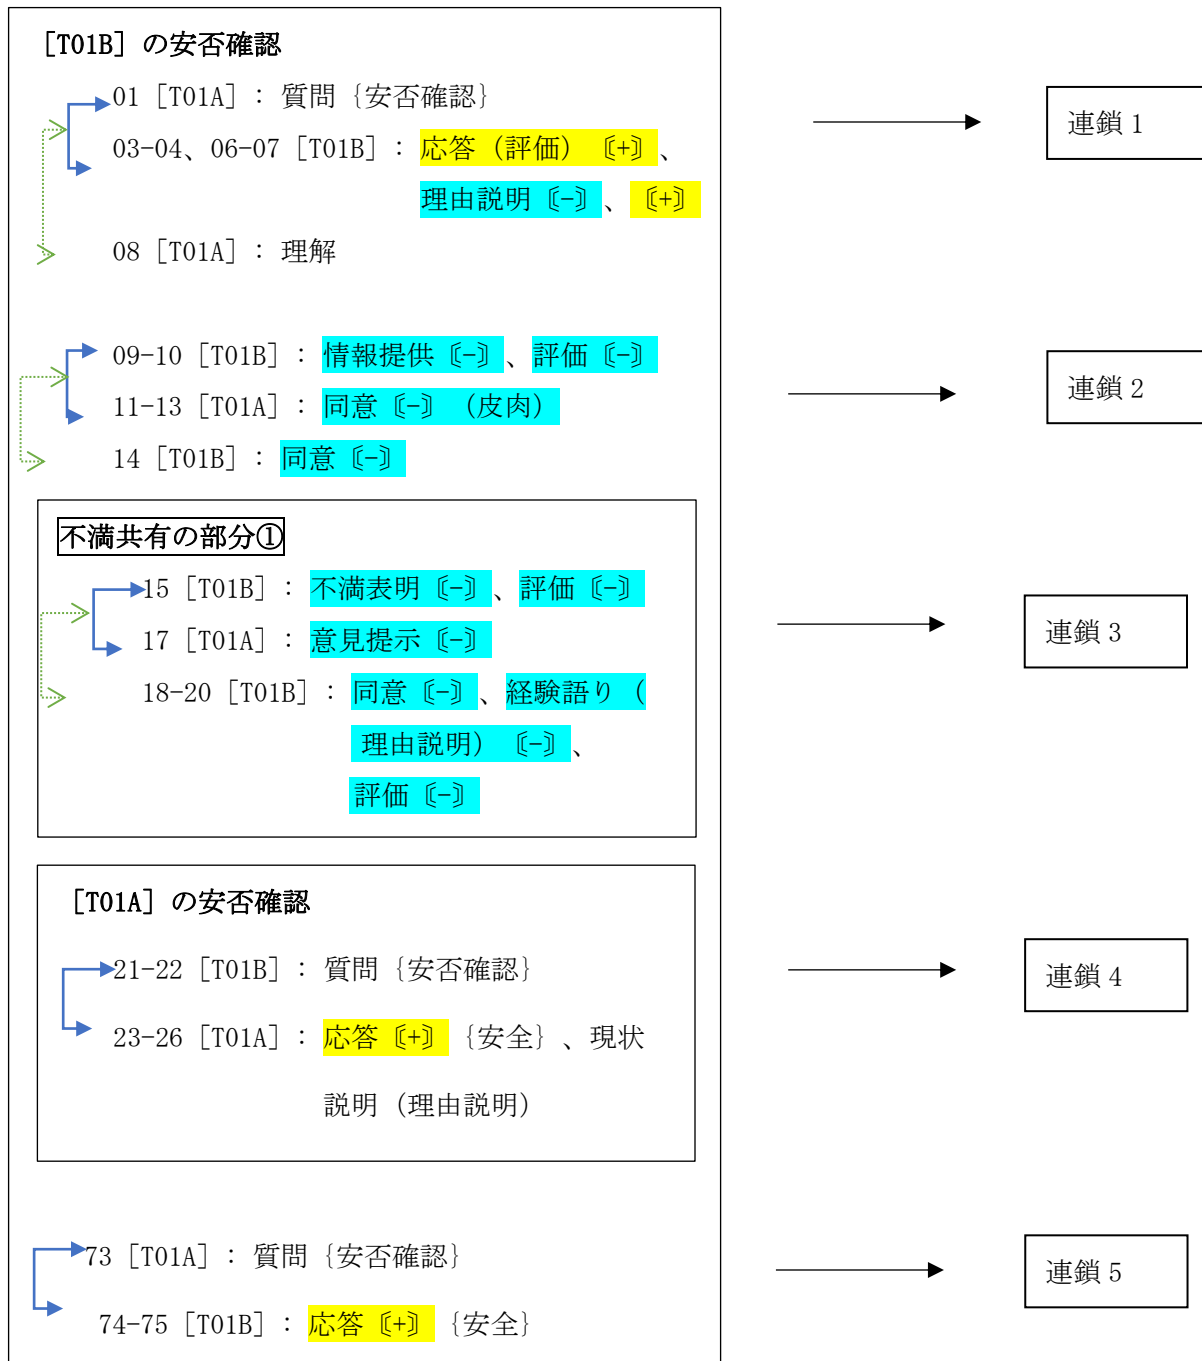 ［T01B］の安否確認
01［T01A］：質問｛安否確認｝
連鎖 1
03-04、06-07［T01B］：応答（評価）〔+〕、
理由説明〔-〕、〔+〕
08［T01A］：理解
09-10［T01B］：情報提供〔-〕、評価〔-〕
連鎖 2
11-13［T01A］：同意〔-〕（皮肉）
14［T01B］：同意〔-〕
不満共有の部分①
15［T01B］：不満表明〔-〕、評価〔-〕
17［T01A］：意見提示〔-〕
連鎖 3
18-20［T01B］：同意〔-〕、経験語り（
理由説明）〔-〕、
評価〔-〕
［T01A］の安否確認
21-22［T01B］：質問｛安否確認｝
連鎖 4
23-26［T01A］：応答〔+〕｛安全｝、現状
説明（理由説明）
73［T01A］：質問｛安否確認｝
連鎖 5
74-75［T01B］：応答〔+〕｛安全｝